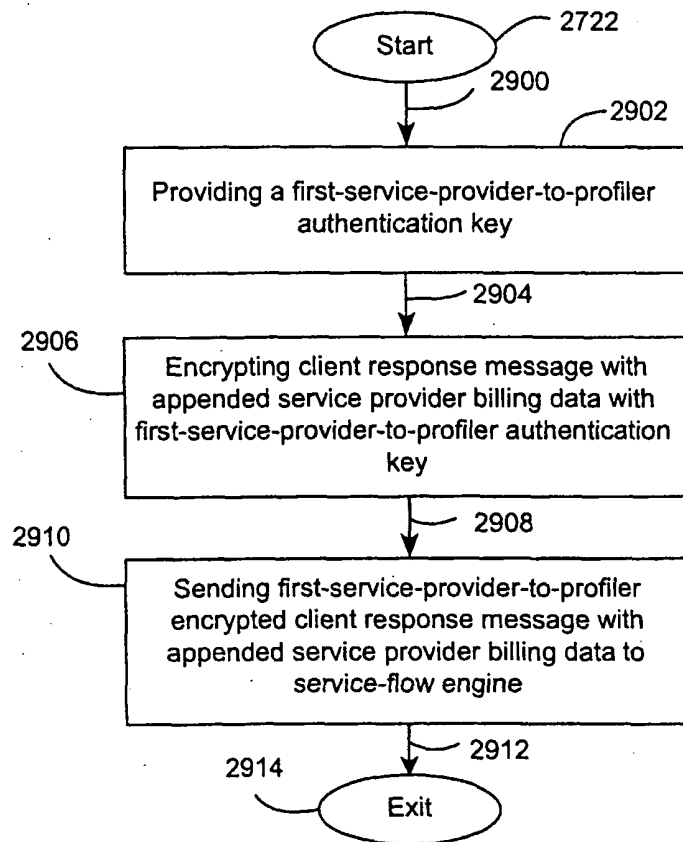 Start
2722
2900
2902
Providing a first-service-provider-to-profiler
authentication key
2904
2906
Encrypting client response message with
appended service provider billing data with
first-service-provider-to-profiler authentication
key
2908
2910
Sending first-service-provider-to-profiler
encrypted client response message with
appended service provider billing data to
service-flow engine
2912
2914
Exit